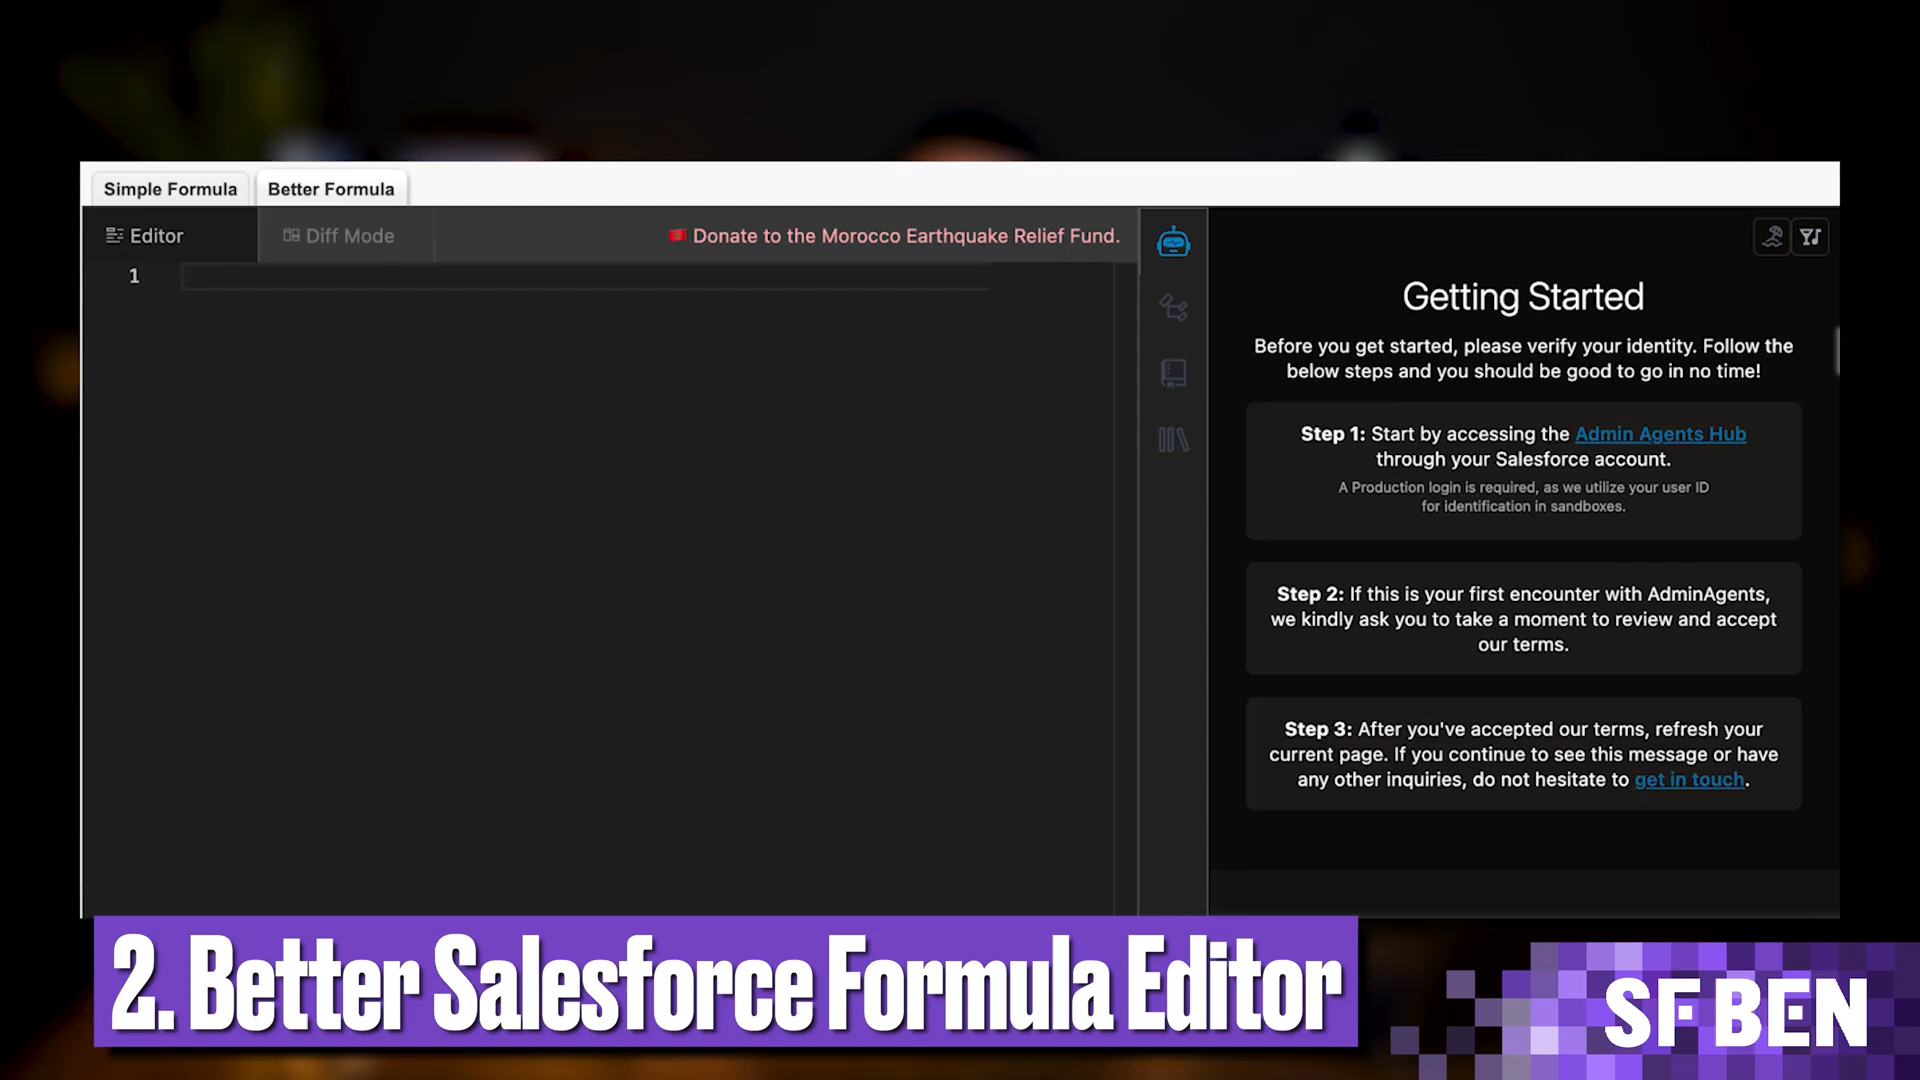 Simple Formula
Better Formula
Editor
Diff Mode
Donate to the Morocco Earthquake Relief Fund.
1
Getting Started
Before you get started, please verify your identity. Follow the
below steps and you should be good to go in no time!
Step 1: Start by accessing the Admin Agents Hub
through your Salesforce account.
A Production login is required, as we utilize your user ID
for identification in sandboxes.
Step 2: If this is your first encounter with AdminAgents,
we kindly ask you to take a moment to review and accept
our terms.
Step 3: After you've accepted our terms, refresh your
current page. If you continue to see this message or have
any other inquiries, do not hesitate to get in touch.
2. Better Salesforce Formula Editor
SF BEN